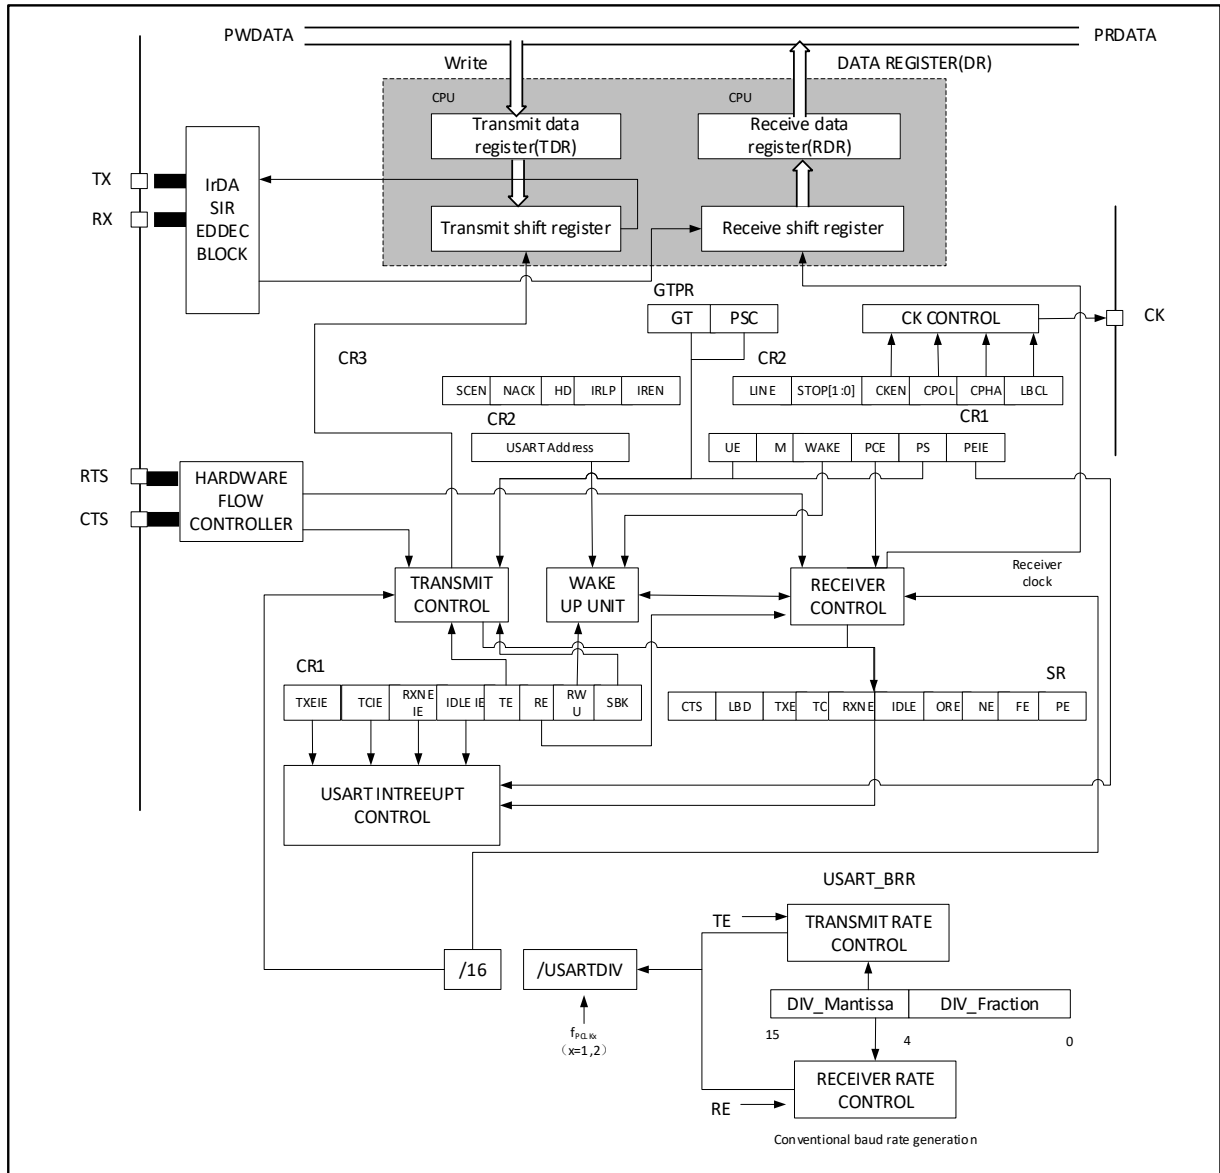 PWDATA
PRDATA
Write
DATA REGISTER(DR)
CPU
CPU
Transmit data
register(TDR)
Receive data
register(RDR)
TX
RX
IrDA
SIR
EDDEC
BLOCK
Transmit shift register
Receive shift register
GTPR
GT
PSC
CK CONTROL
CK
CR3
CR2
SCEN
NACK
HD
IRLP
IREN
LINE
STOP[1:0]
CKEN
CPOL
CPHA
LBCL
CR2
CR1
USART Address
UE
M
WAKE
PCE
PS
PEIE
RTS
CTS
HARDWARE
FLOW
CONTROLLER
TRANSMIT
CONTROL
WAKE
UP UNIT
RECEIVER
CONTROL
Receiver
clock
CR1
SR
TXEIE
TCIE
RXNE
IE
IDLE IE
TE
RE
RW
U
SBK
CTS
LBD
TXE
TC
RXNE
IDLE
ORE
NE
FE
PE
USART INTREEUPT
CONTROL
USART_BRR
TE
TRANSMIT RATE
CONTROL
/16
/USARTDIV
DIV_Mantissa
DIV_Fraction
fPCLKx
(x=1,2)
15
4
0
RECEIVER RATE
CONTROL
RE
Conventional baud rate generation